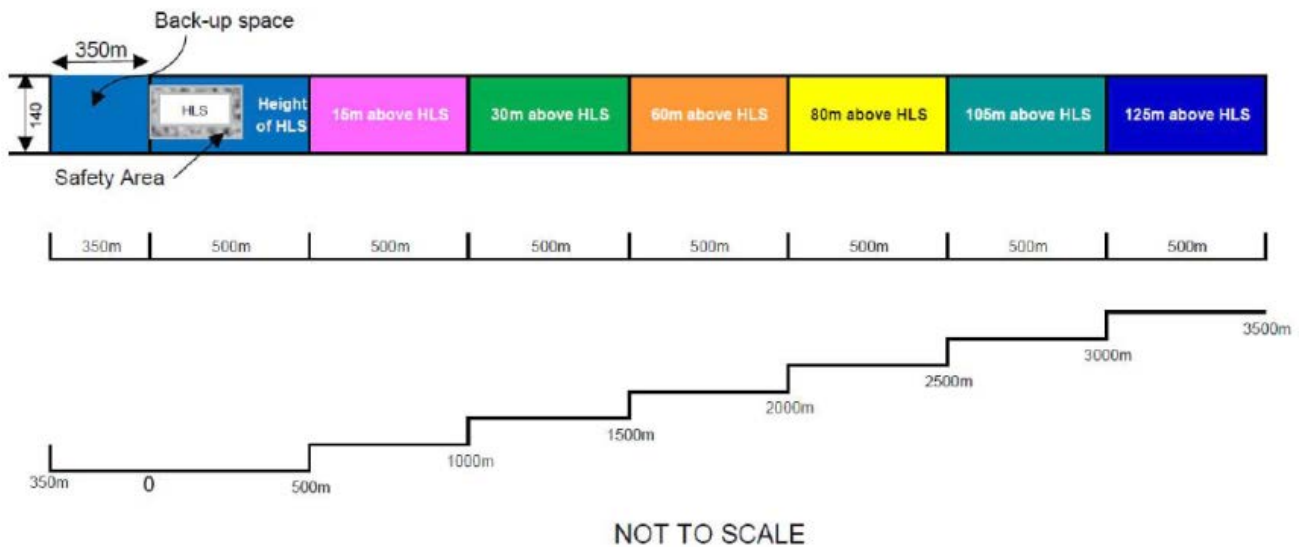 Back-up space
350m
140
HLS
Height
of HLS
15m above HLS
30m above HLS
60m above HLS
80m above HLS
105m above HLS
125m above HLS
Safety Area
350m
500m
500m
500m
500m
500m
500m
500m
3500m
3000m
2500m
2000m
1500m
1000m
350m
0
500m
NOT TO SCALE